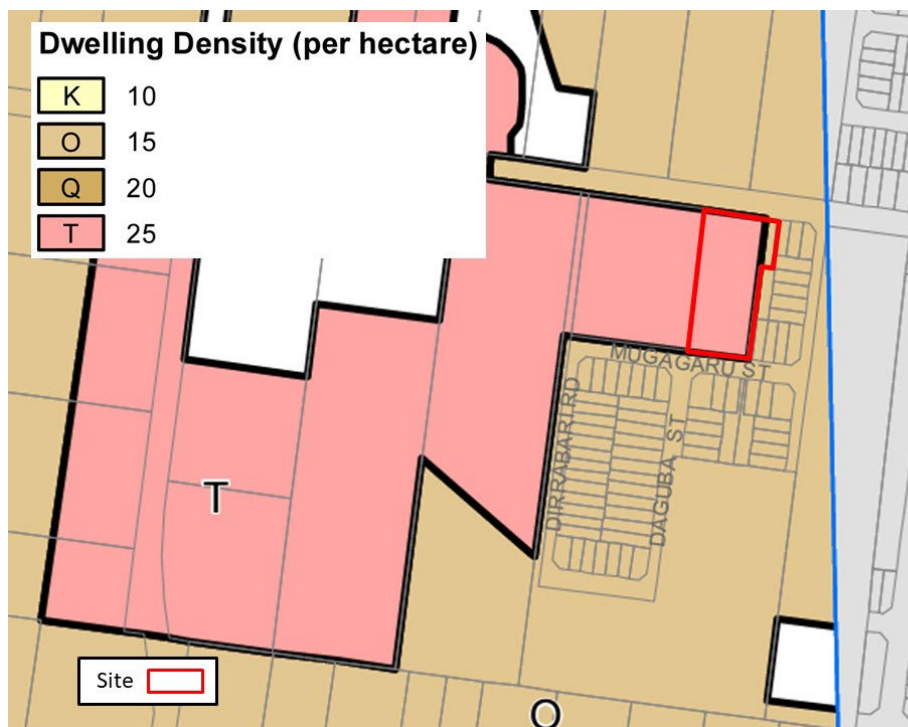 Dwelling Density (per hectare)
K 10
O 15
Q 20
T 25
MUGAGARU ST
DIRRABARI RD
DAGUBA ST
T
Site
O